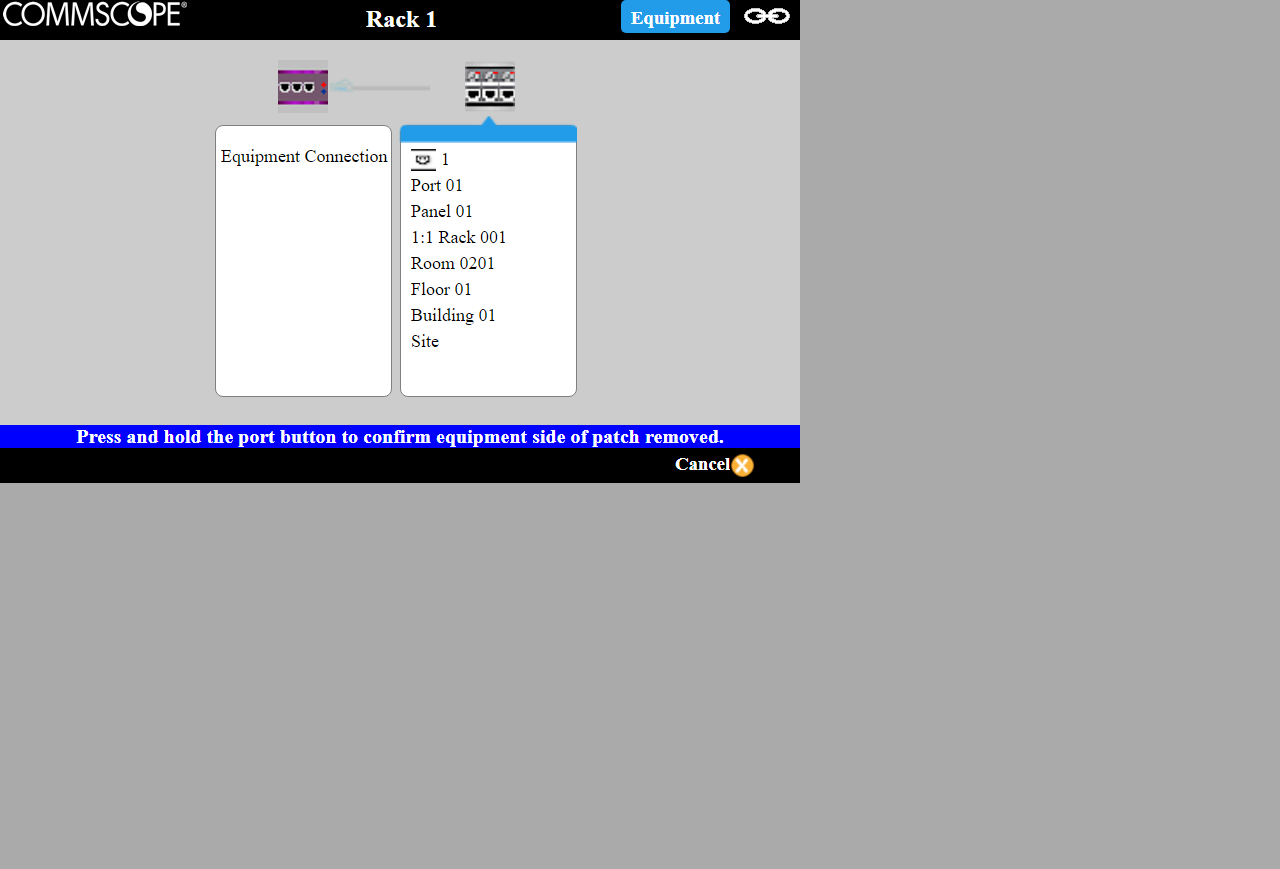 COMMSCOPE®
Rack 1
Equipment
Equipment Connection
1
Port 01
Panel 01
1:1 Rack 001
Room 0201
Floor 01
Building 01
Site
Press and hold the port button to confirm equipment side of patch removed.
Cancel